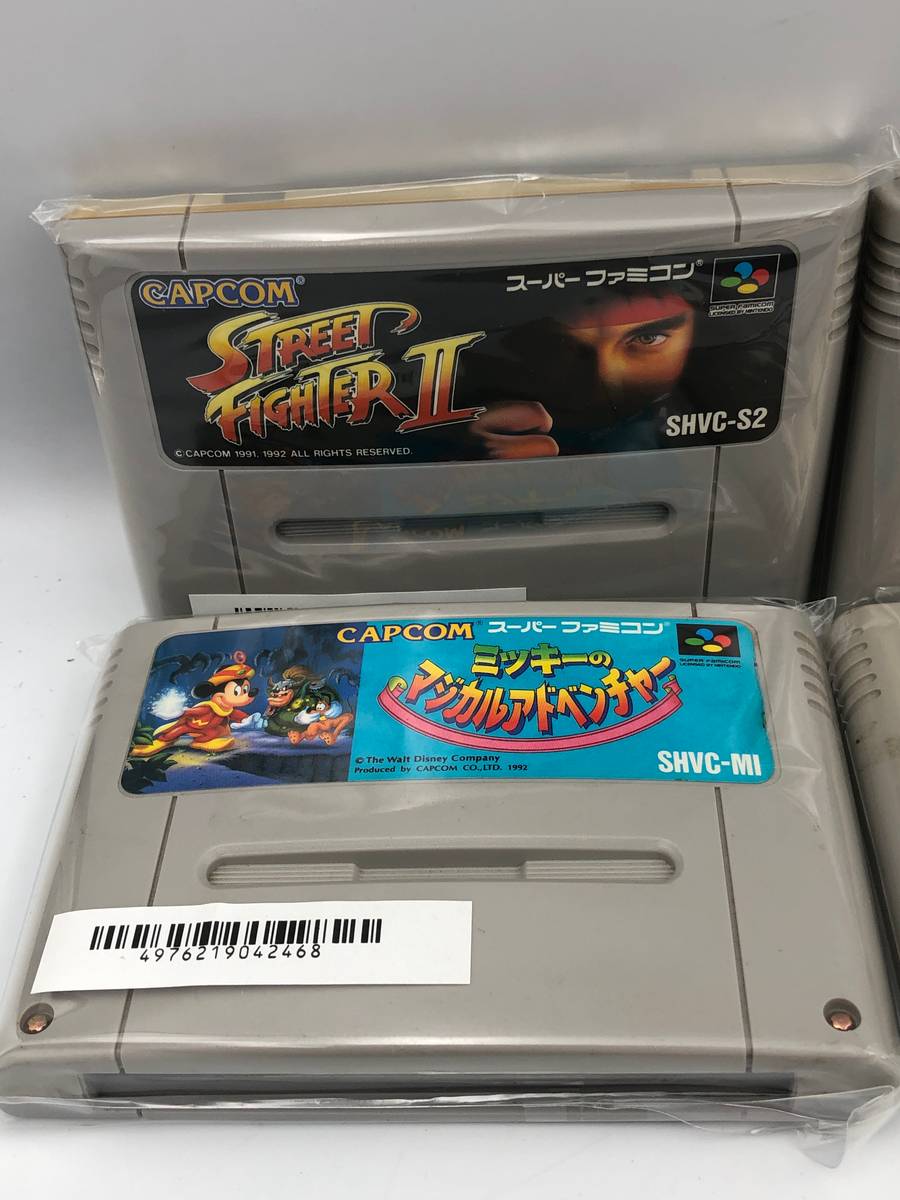 CAPCOM®
スーパーファミコン®
STREET
FIGHTER II
SUPER FAMICOM
LICENSED BY NINTENDO
SHVC-S2
© CAPCOM 1991, 1992 ALL RIGHTS RESERVED.
CAPCOM® スーパーファミコン®
ミッキーの
マジカルアドベンチャー
SUPER FAMICOM
LICENSED BY NINTENDO
© The Walt Disney Company
Produced by CAPCOM CO., LTD. 1992
SHVC-MI
4976219042468